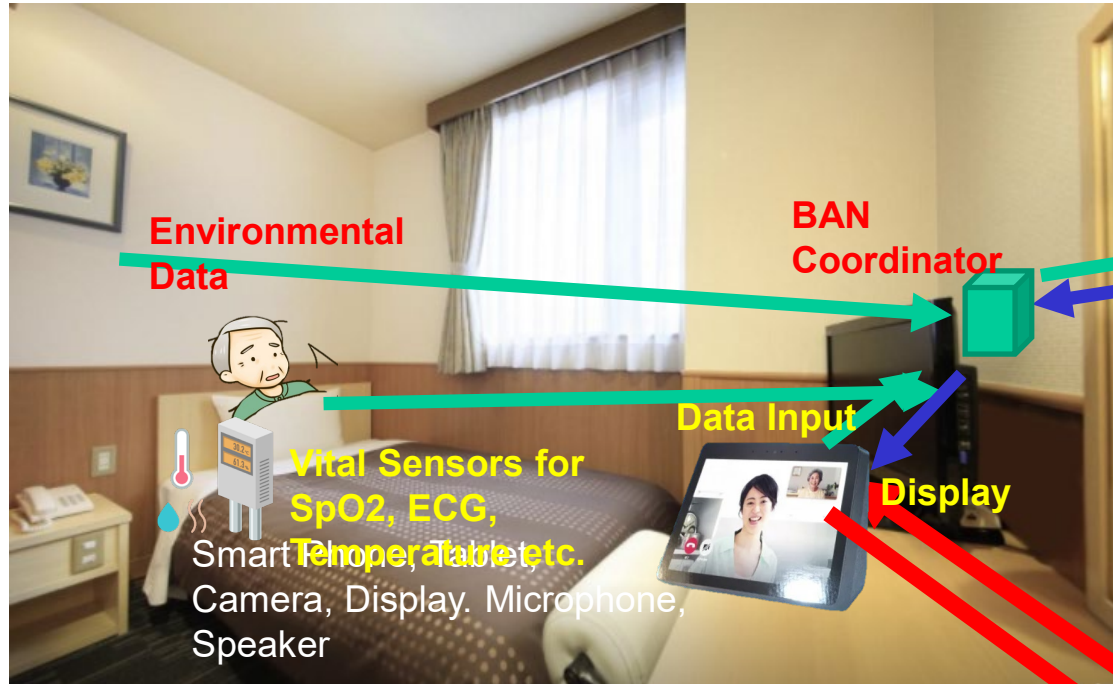 Environmental
Data
BAN
Coordinator
Data Input
Display
Vital Sensors for
SpO2, ECG,
Temperature etc.
Smart Phone, Tablet,
Camera, Display. Microphone,
Speaker